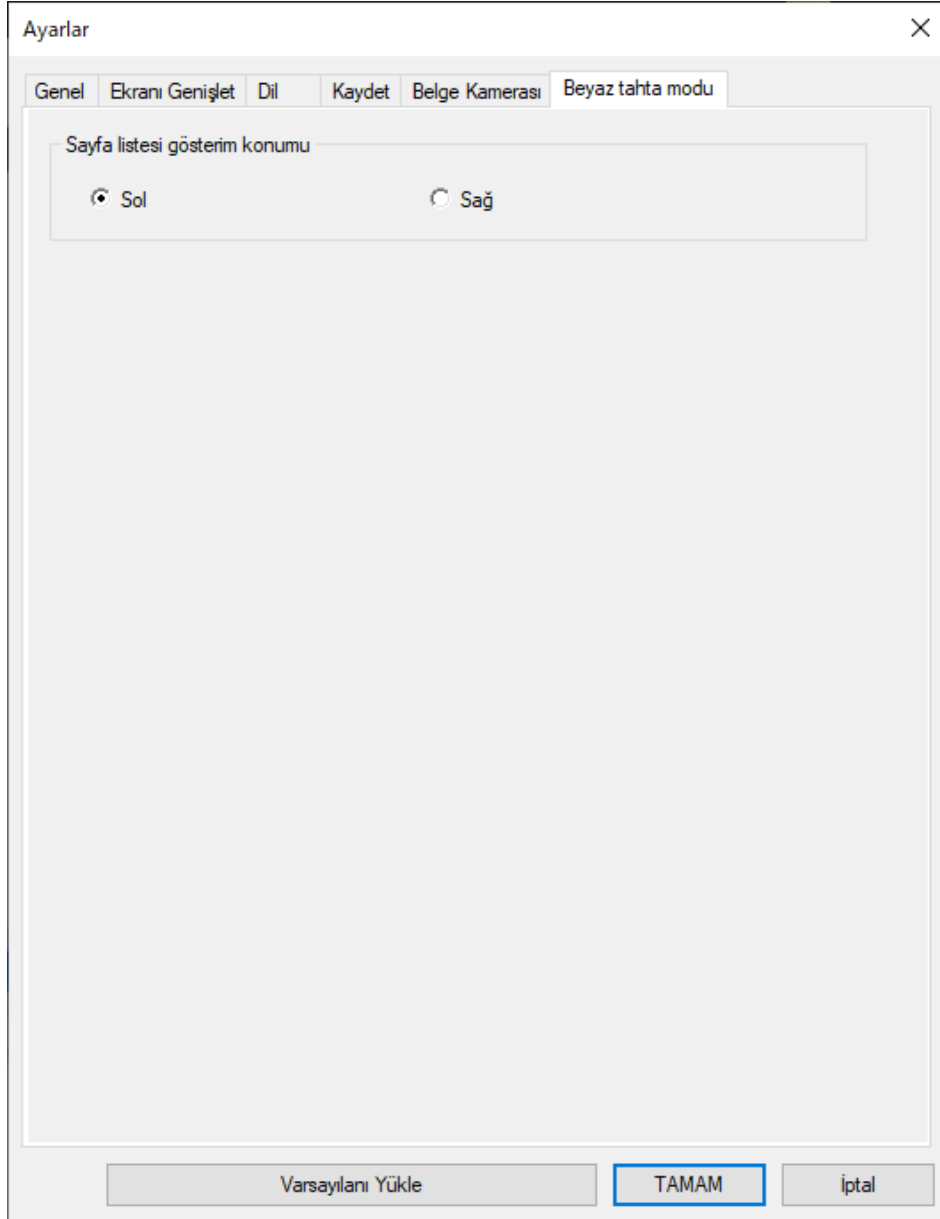 Ayarlar
Genel Ekranı Genişlet Dil Kaydet Belge Kamerası Beyaz tahta modu
Sayfa listesi gösterim konumu
Sol Sağ
Varsayılanı Yükle TAMAM İptal